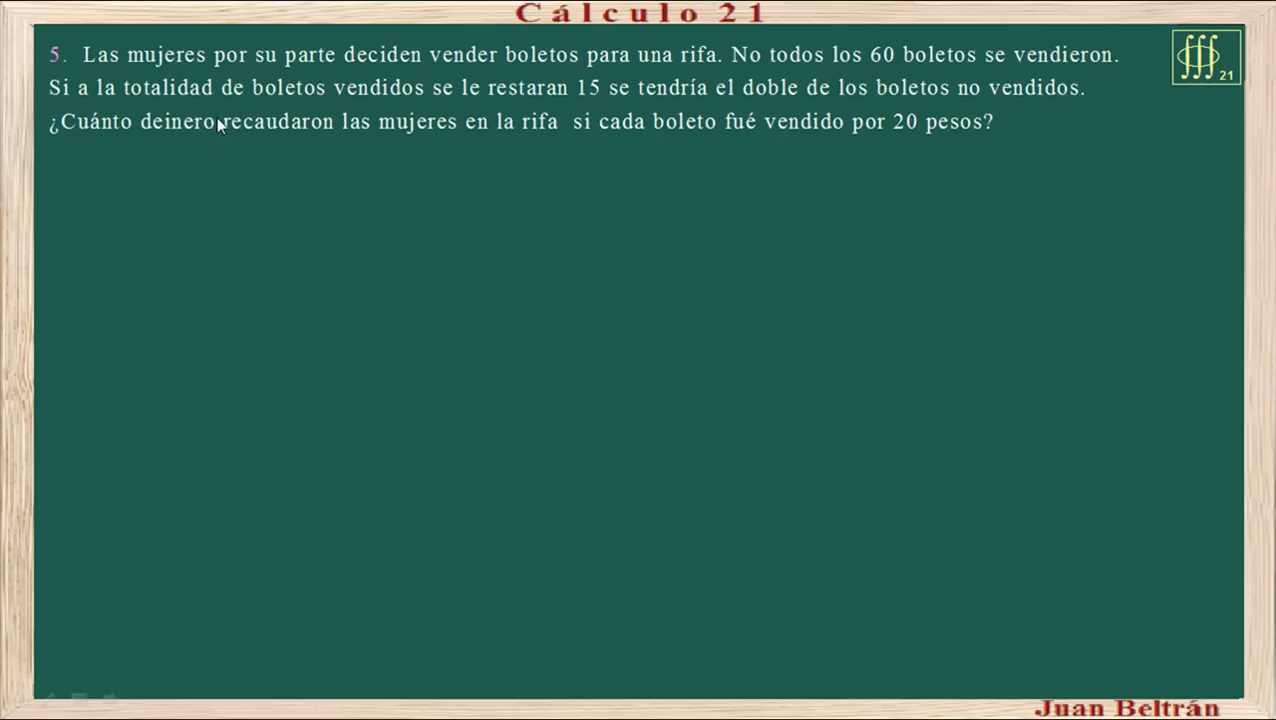 Cálculo 21
5. Las mujeres por su parte deciden vender boletos para una rifa. No todos los 60 boletos se vendieron.
Si a la totalidad de boletos vendidos se le restaran 15 se tendría el doble de los boletos no vendidos.
¿Cuánto deinero recaudaron las mujeres en la rifa si cada boleto fué vendido por 20 pesos?
∫∫∫ 21
Juan Beltrán